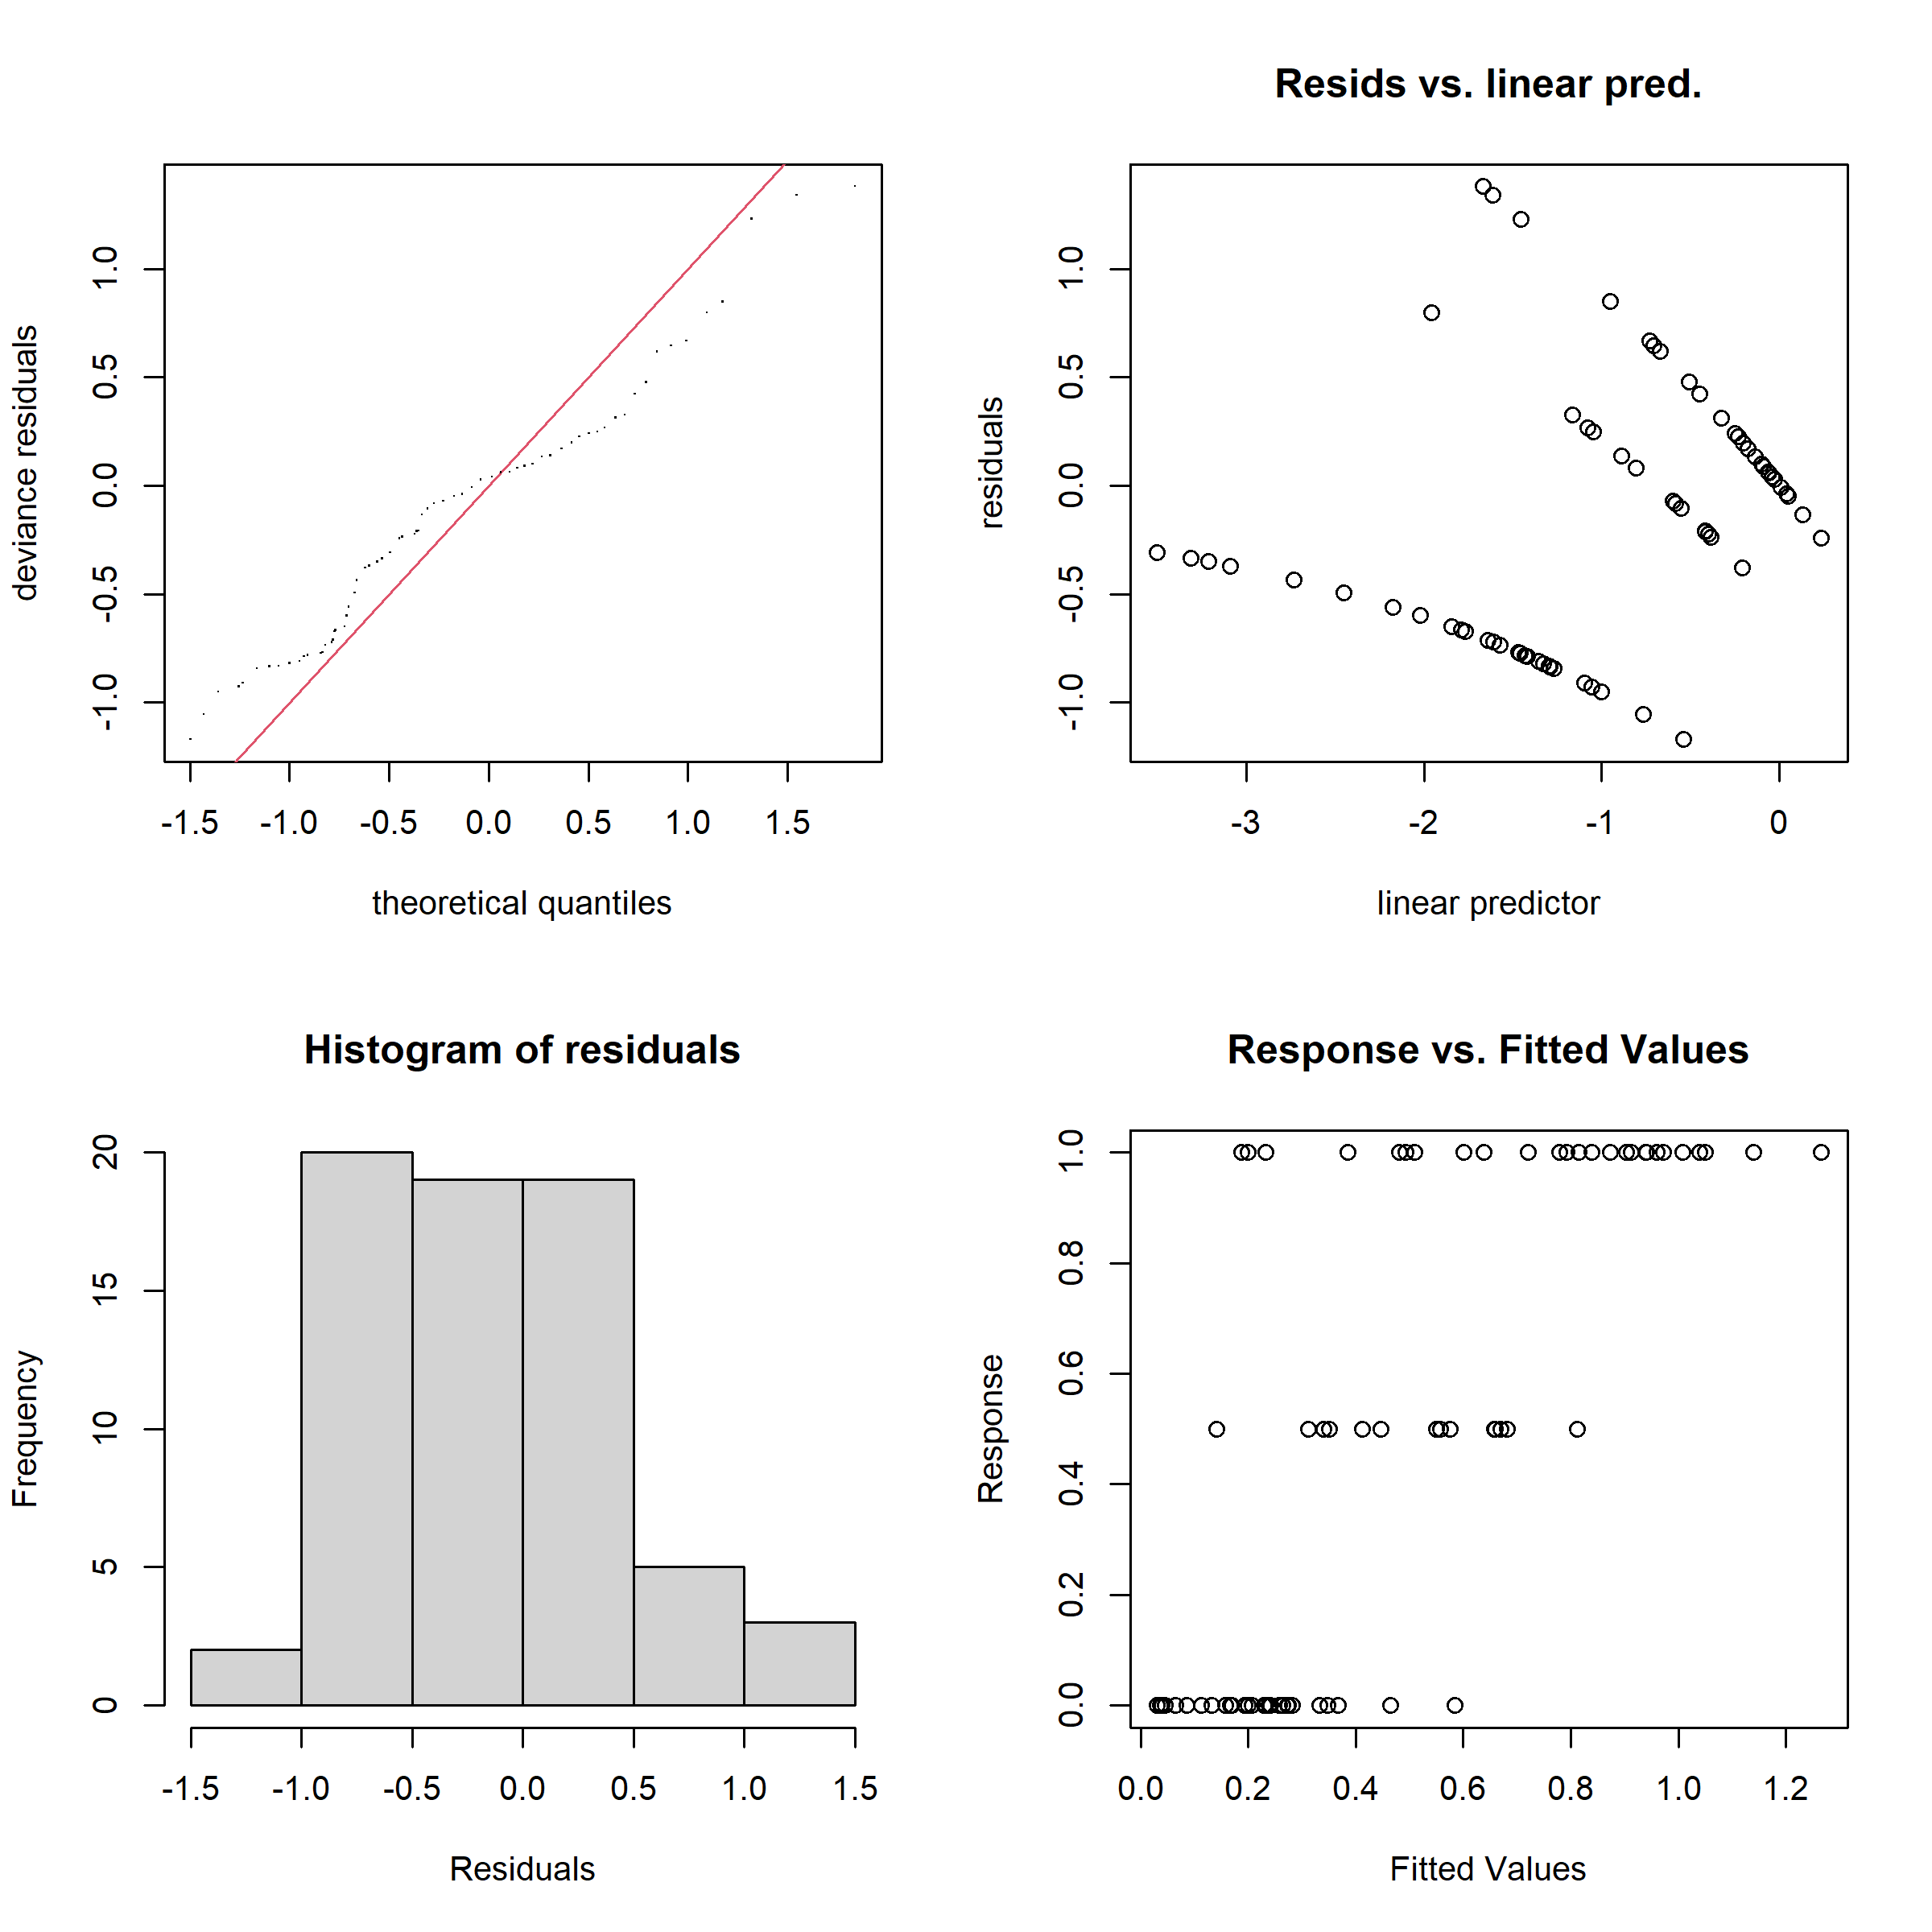 deviance residuals
1.0
0.5
0.0
-0.5
-1.0
-1.5 -1.0 -0.5 0.0 0.5 1.0 1.5
theoretical quantiles
Resids vs. linear pred.
residuals
1.0
0.5
0.0
-0.5
-1.0
-3 -2 -1 0
linear predictor
Histogram of residuals
Frequency
20
15
10
5
0
-1.5 -1.0 -0.5 0.0 0.5 1.0 1.5
Residuals
Response vs. Fitted Values
Response
1.0
0.8
0.6
0.4
0.2
0.0
0.0 0.2 0.4 0.6 0.8 1.0 1.2
Fitted Values